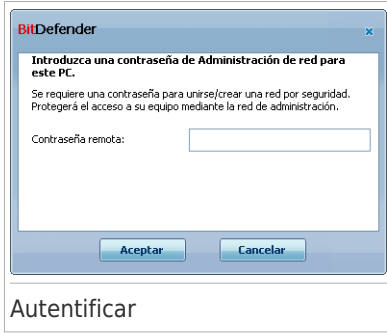 BitDefender
x
Introduzca una contraseña de Administración de red para
este PC.
Se requiere una contraseña para unirse/crear una red por seguridad.
Protegerá el acceso a su equipo mediante la red de administración.
Contraseña remota:
Aceptar
Cancelar
Autentificar